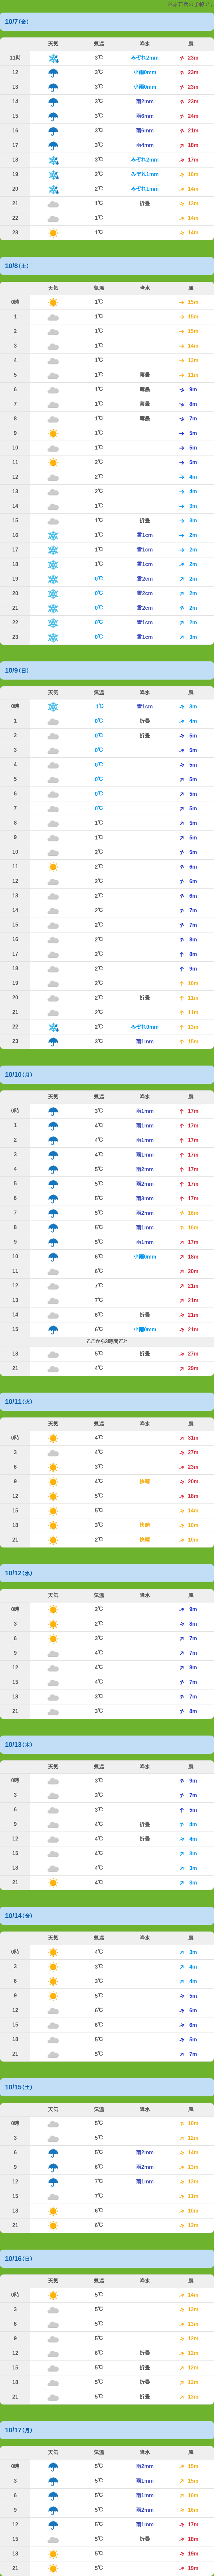 大泉石岳の予報です
10/7(金)
天気 気温 降水 風
11時 3℃ みぞれ2mm 23m
12 3℃ 小雨0mm 23m
13 3℃ 小雨0mm 23m
14 3℃ 雨2mm 23m
15 3℃ 雨6mm 24m
16 3℃ 雨6mm 21m
17 3℃ 雨4mm 18m
18 3℃ みぞれ2mm 17m
19 2℃ みぞれ1mm 16m
20 2℃ みぞれ1mm 14m
21 2℃ 折曇 13m
22 1℃ 14m
23 1℃ 14m
10/8(土)
天気 気温 降水 風
0時 1℃ 15m
1 1℃ 15m
2 1℃ 15m
3 1℃ 14m
4 1℃ 13m
5 1℃ 薄曇 11m
6 1℃ 薄曇 9m
7 1℃ 薄曇 8m
8 1℃ 薄曇 7m
9 1℃ 5m
10 1℃ 5m
11 2℃ 5m
12 2℃ 4m
13 2℃ 4m
14 1℃ 3m
15 1℃ 折曇 3m
16 1℃ 雪1cm 2m
17 1℃ 雪1cm 2m
18 1℃ 雪1cm 2m
19 0℃ 雪2cm 2m
20 0℃ 雪2cm 2m
21 0℃ 雪2cm 2m
22 0℃ 雪1cm 2m
23 0℃ 雪1cm 3m
10/9(日)
天気 気温 降水 風
0時 -1℃ 雪1cm 3m
1 0℃ 折曇 4m
2 0℃ 折曇 5m
3 0℃ 5m
4 0℃ 5m
5 0℃ 5m
6 0℃ 5m
7 0℃ 5m
8 1℃ 5m
9 1℃ 5m
10 2℃ 5m
11 2℃ 6m
12 2℃ 6m
13 2℃ 6m
14 2℃ 7m
15 2℃ 7m
16 2℃ 8m
17 2℃ 8m
18 2℃ 9m
19 2℃ 10m
20 2℃ 折曇 11m
21 2℃ 11m
22 2℃ みぞれ0mm 13m
23 3℃ 雨1mm 15m
10/10(月)
天気 気温 降水 風
0時 3℃ 雨1mm 17m
1 4℃ 雨1mm 17m
2 4℃ 雨1mm 17m
3 4℃ 雨1mm 17m
4 5℃ 雨2mm 17m
5 5℃ 雨2mm 17m
6 5℃ 雨3mm 17m
7 5℃ 雨2mm 16m
8 5℃ 雨1mm 16m
9 5℃ 雨1mm 17m
10 6℃ 小雨0mm 18m
11 6℃ 20m
12 7℃ 21m
13 7℃ 21m
14 6℃ 折曇 21m
15 6℃ 小雨0mm 21m
ここから3時間ごと
18 5℃ 折曇 27m
21 4℃ 29m
10/11(火)
天気 気温 降水 風
0時 4℃ 31m
3 4℃ 27m
6 3℃ 23m
9 4℃ 快晴 20m
12 5℃ 18m
15 5℃ 14m
18 3℃ 快晴 10m
21 2℃ 快晴 10m
10/12(水)
天気 気温 降水 風
0時 2℃ 9m
3 2℃ 8m
6 3℃ 7m
9 4℃ 7m
12 4℃ 8m
15 4℃ 7m
18 3℃ 7m
21 3℃ 8m
10/13(木)
天気 気温 降水 風
0時 3℃ 9m
3 3℃ 7m
6 3℃ 5m
9 4℃ 折曇 4m
12 4℃ 折曇 4m
15 4℃ 3m
18 4℃ 3m
21 4℃ 3m
10/14(金)
天気 気温 降水 風
0時 4℃ 3m
3 3℃ 4m
6 3℃ 4m
9 5℃ 5m
12 6℃ 6m
15 6℃ 6m
18 5℃ 5m
21 5℃ 7m
10/15(土)
天気 気温 降水 風
0時 5℃ 10m
3 5℃ 12m
6 5℃ 雨2mm 14m
9 6℃ 雨2mm 13m
12 7℃ 雨1mm 13m
15 7℃ 11m
18 6℃ 10m
21 6℃ 12m
10/16(日)
天気 気温 降水 風
0時 5℃ 14m
3 5℃ 13m
6 5℃ 13m
9 5℃ 12m
12 6℃ 折曇 12m
15 5℃ 折曇 12m
18 5℃ 折曇 12m
21 5℃ 折曇 13m
10/17(月)
天気 気温 降水 風
0時 5℃ 雨2mm 15m
3 5℃ 雨1mm 15m
6 5℃ 雨1mm 16m
9 5℃ 雨2mm 16m
12 5℃ 雨1mm 17m
15 5℃ 折曇 18m
18 5℃ 19m
21 5℃ 19m